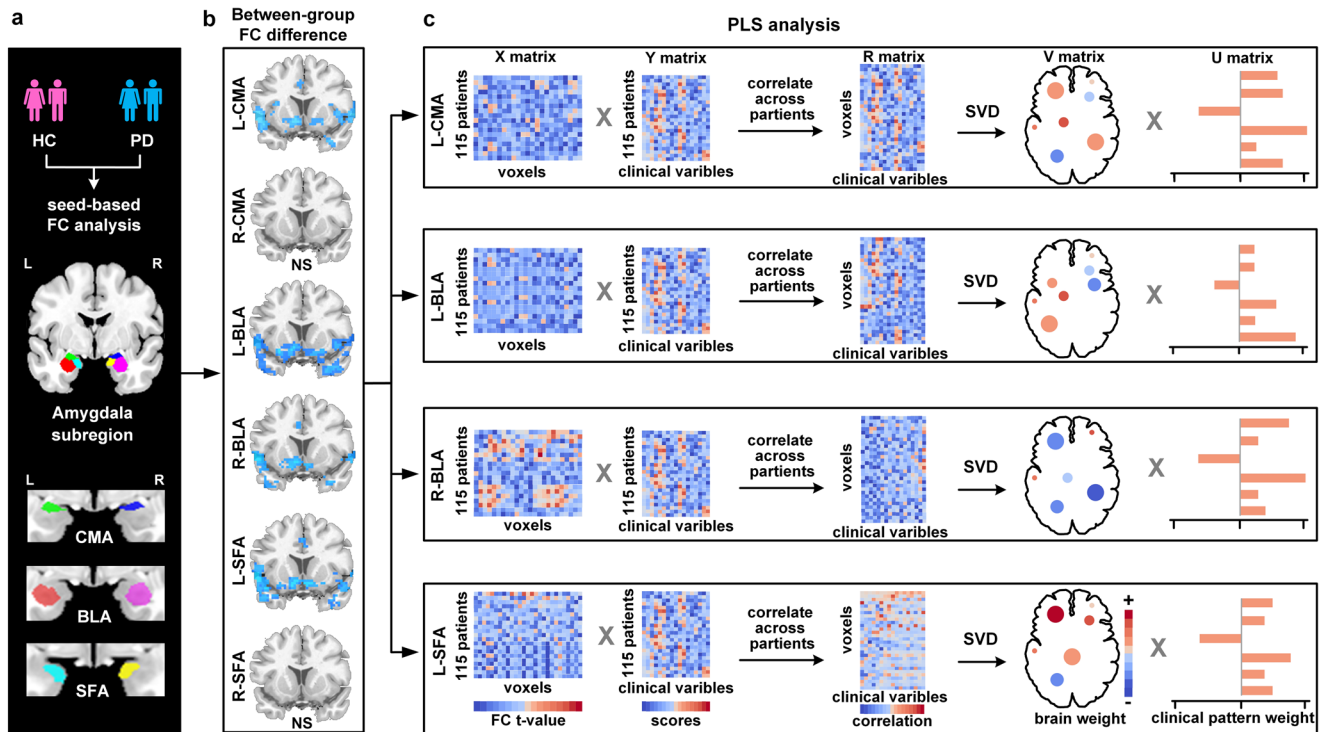 a
HC
PD
seed-based
FC analysis
L
R
Amygdala
subregion
L
R
CMA
BLA
SFA
b
Between-group
FC difference
L-CMA
R-CMA
NS
L-BLA
R-BLA
L-SFA
R-SFA
NS
c
PLS analysis
X matrix
Y matrix
R matrix
V matrix
U matrix
L-CMA
115 patients
voxels
X
115 patients
clinical varibles
correlate
across
partients
voxels
clinical varibles
SVD
X
L-BLA
115 patients
voxels
X
115 patients
clinical varibles
correlate
across
partients
voxels
clinical varibles
SVD
X
R-BLA
115 patients
voxels
X
115 patients
clinical varibles
correlate
across
partients
voxels
clinical varibles
SVD
X
L-SFA
115 patients
voxels
FC t-value
X
115 patients
clinical varibles
scores
correlate
across
partients
voxels
clinical varibles
correlation
SVD
+
-
brain weight
X
clinical pattern weight